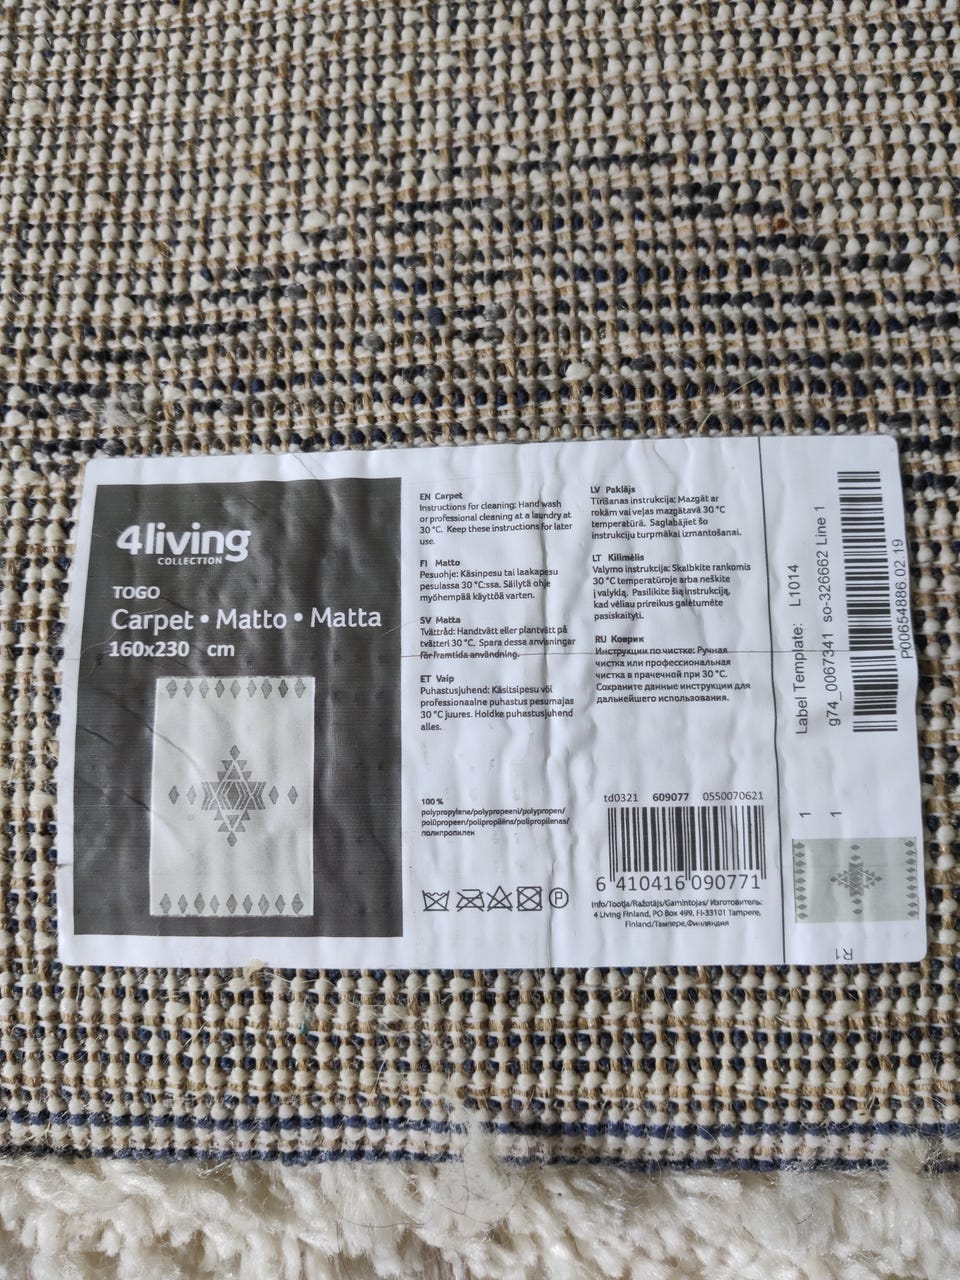 4living
COLLECTION
TOGO
Carpet • Matto • Matta
160x230 cm
EN Carpet
Instructions for cleaning: Hand wash
or professional cleaning at a laundry at
30 °C. Keep these instructions for later
use.
FI Matto
Pesuohje: Käsinpesu tai laakapesu
pesulassa 30 °C:ssa. Säilytä ohje
myöhempää käyttöä varten.
SV Matta
Tvättråd: Handtvätt eller plantvätt på
tvätteri 30 °C. Spara dessa anvisningar
för framtida användning.
ET Vaip
Puhastusjuhend: Käsitsipesu või
professionaalne puhastus pesumajas
30 °C juures. Hoidke puhastusjuhend
alles.
100 %
polypropylene/polypropeeni/polypropen/
polüpropeen/polipropilēns/polipropilenas/
полипропилен
P
LV Paklājs
Tīrīšanas instrukcija: Mazgāt ar
rokām vai veļas mazgātavā 30 °C
temperatūrā. Saglabājiet šo
instrukciju turpmākai izmantošanai.
LT Kilimėlis
Valymo instrukcija: Skalbkite rankomis
30 °C temperatūroje arba neškite
į valyklą. Pasilikite šią instrukciją,
kad vėliau prireikus galėtumėte
pasiskaityti.
RU Коврик
Инструкции по чистке: Ручная
чистка или профессиональная
чистка в прачечной при 30 °C.
Сохраните данные инструкции для
дальнейшего использования.
td0321 609077 0550070621
6 410416 090771
Info/Tootja/Ražotājs/Gamintojas/ Изготовитель:
4 Living Finland, PO Box 499, FI-33101 Tampere,
Finland/Тампере,Финляндия
Label Template: L1014
g74_0067341 so-326662 Line 1
P00654886.02.19
1
1
R1